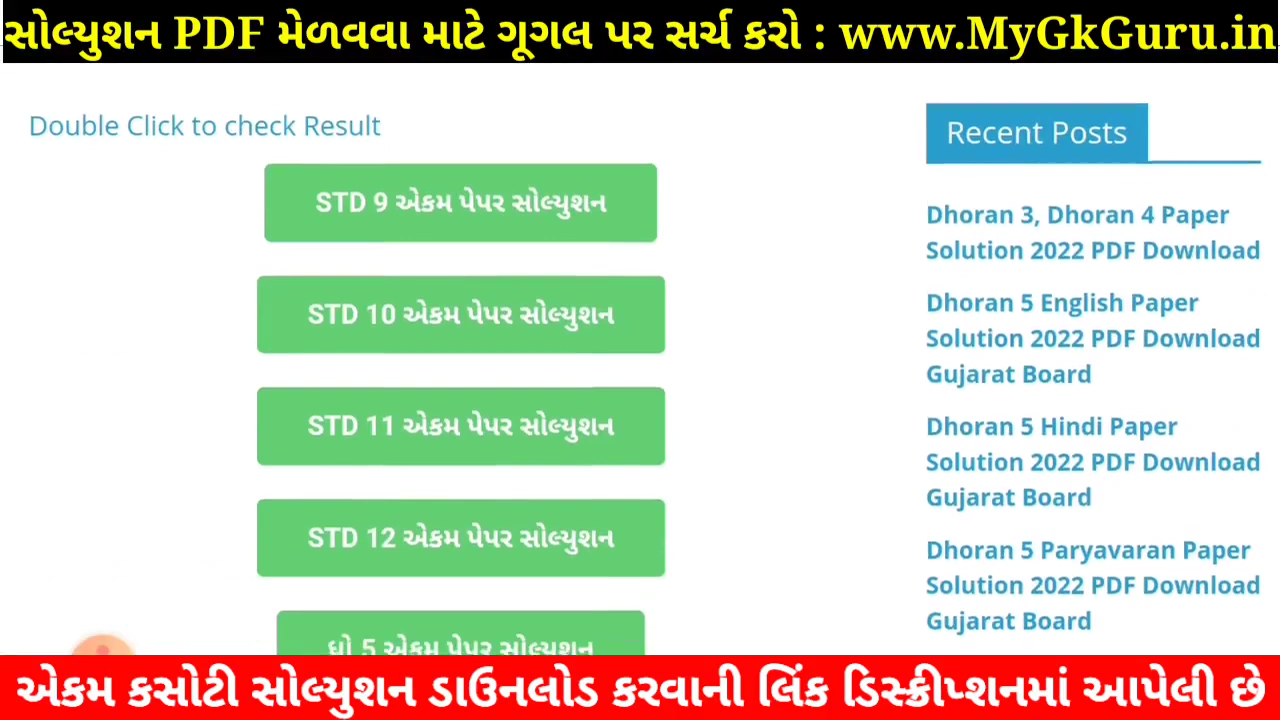 સોલ્યુશન PDF મેળવવા માટે ગૂગલ પર સર્ચ કરો : www.MyGkGuru.in
Double Click to check Result
STD 9 એકમ પેપર સોલ્યુશન
STD 10 એકમ પેપર સોલ્યુશન
STD 11 એકમ પેપર સોલ્યુશન
STD 12 એકમ પેપર સોલ્યુશન
ધો 5 એકમ પેપર સોલ્યુશન
Recent Posts
Dhoran 3, Dhoran 4 Paper
Solution 2022 PDF Download
Dhoran 5 English Paper
Solution 2022 PDF Download
Gujarat Board
Dhoran 5 Hindi Paper
Solution 2022 PDF Download
Gujarat Board
Dhoran 5 Paryavaran Paper
Solution 2022 PDF Download
Gujarat Board
એકમ કસોટી સોલ્યુશન ડાઉનલોડ કરવાની લિંક ડિસ્ક્રીપ્શનમાં આપેલી છે